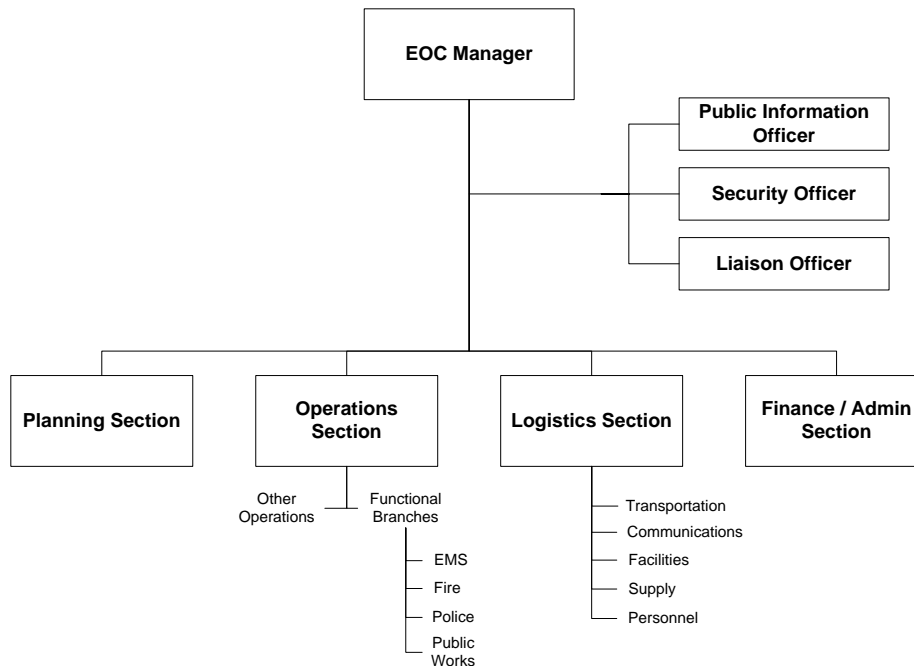 EOC Manager
Public Information
Officer
Security Officer
Liaison Officer
Planning Section
Operations
Section
Logistics Section
Finance / Admin
Section
Other
Operations
Functional
Branches
EMS
Fire
Police
Public
Works
Transportation
Communications
Facilities
Supply
Personnel